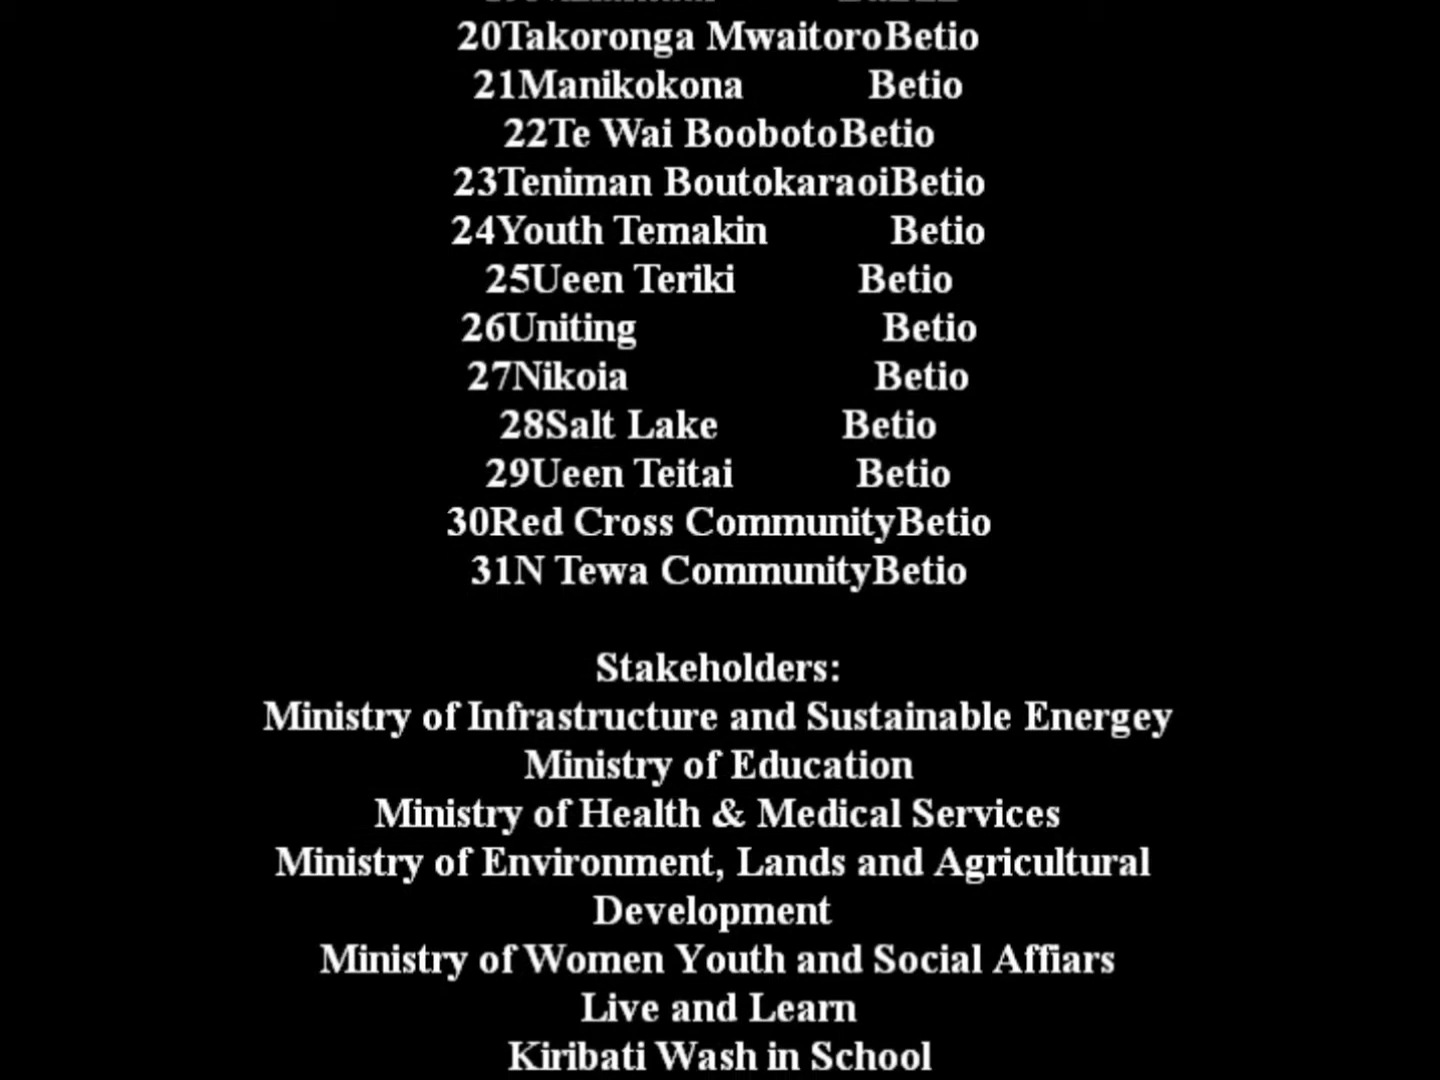 20Takoronga MwaitoroBetio
21Manikokona Betio
22Te Wai BoobotoBetio
23Teniman BoutokaraoiBetio
24Youth Temakin Betio
25Ueen Teriki Betio
26Uniting Betio
27Nikoia Betio
28Salt Lake Betio
29Ueen Teitai Betio
30Red Cross CommunityBetio
31N Tewa CommunityBetio
Stakeholders:
Ministry of Infrastructure and Sustainable Energey
Ministry of Education
Ministry of Health & Medical Services
Ministry of Environment, Lands and Agricultural
Development
Ministry of Women Youth and Social Affiars
Live and Learn
Kiribati Wash in School